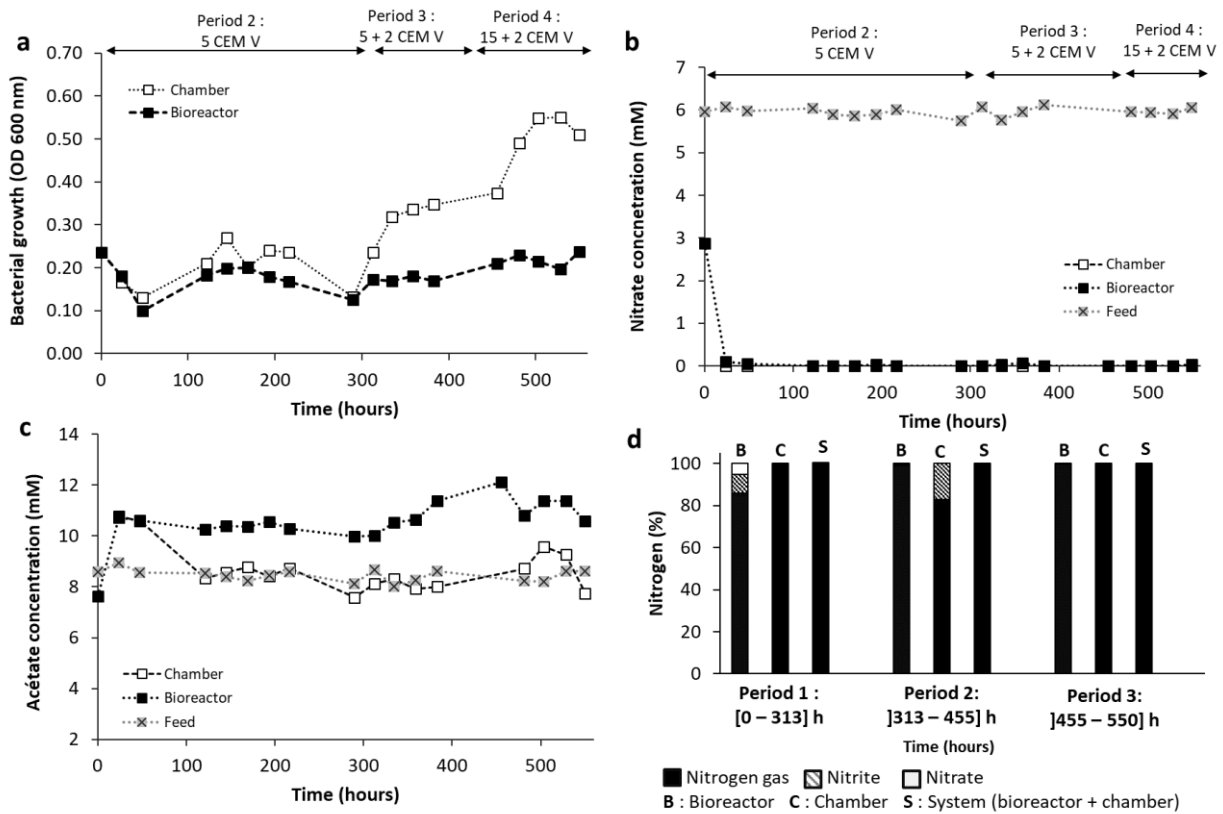 a
Period 2 :
5 CEM V
Period 3 :
5 + 2 CEM V
Period 4 :
15 + 2 CEM V
0.70
0.60
0.50
0.40
0.30
0.20
0.10
0.00
Bacterial growth (OD 600 nm)
Chamber
Bioreactor
0 100 200 300 400 500
Time (hours)
b
Period 2 :
5 CEM V
Period 3 :
5 + 2 CEM V
Period 4 :
15 + 2 CEM V
7
6
5
4
3
2
1
0
Nitrate concnetration (mM)
Chamber
Bioreactor
Feed
0 100 200 300 400 500
Time (hours)
c
14
12
10
8
6
4
2
Acétate concentration (mM)
Chamber
Bioreactor
Feed
0 100 200 300 400 500
Time (hours)
d
B C S B C S B C S
100
80
60
40
20
0
Nitrogen (%)
Period 1 :
[0 – 313] h
Period 2:
]313 – 455] h
Period 3:
]455 – 550] h
Time (hours)
Nitrogen gas Nitrite Nitrate
B : Bioreactor C : Chamber S : System (bioreactor + chamber)